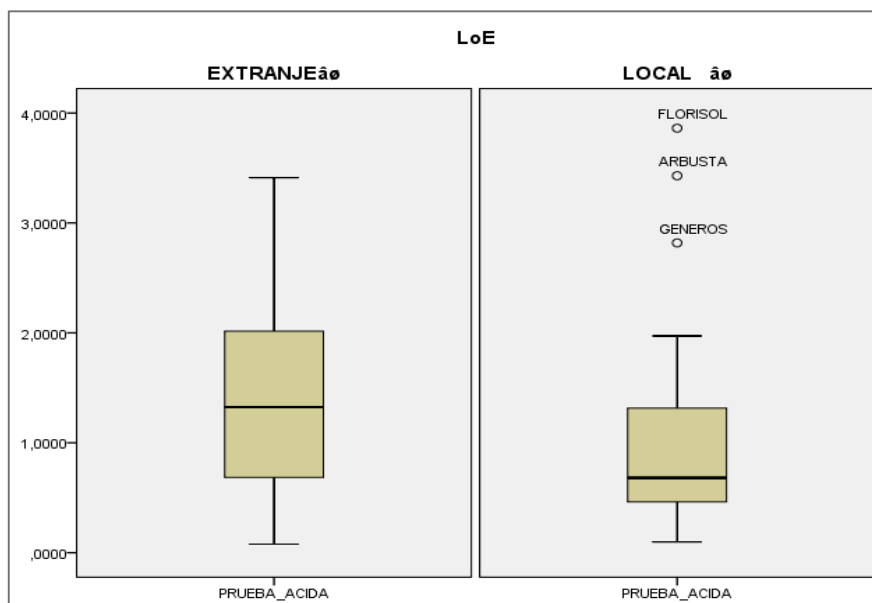 LoE
EXTRANJEâø
LOCAL âø
4,0000
3,0000
2,0000
1,0000
,0000
FLORISOL
ARBUSTA
GENEROS
PRUEBA_ACIDA
PRUEBA_ACIDA